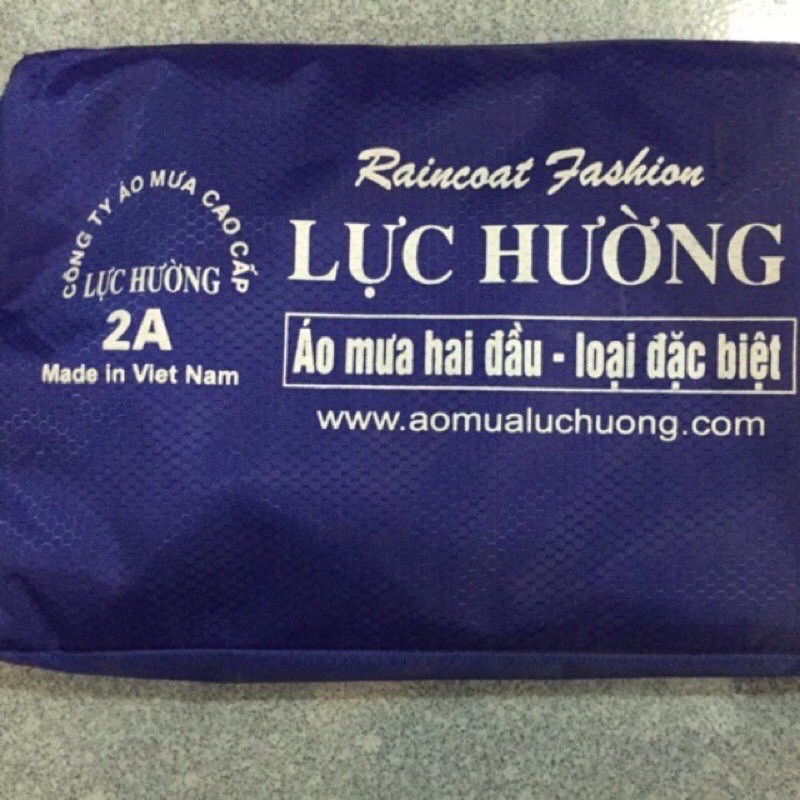 CÔNG TY ÁO MƯA CAO CẤP
LỰC HƯỜNG
2A
Made in Viet Nam
Raincoat Fashion
LỰC HƯỜNG
Áo mưa hai đầu - loại đặc biệt
www.aomualuchuong.com